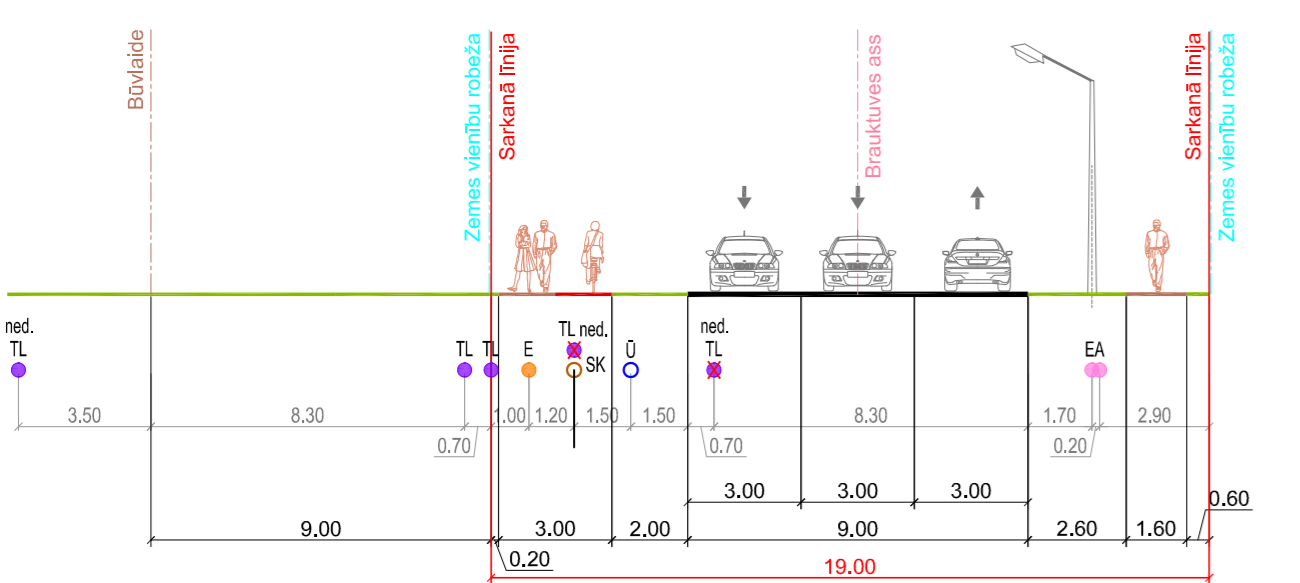 Būvlaide
Zemes vienību robeža
Sarkanā līnija
Brauktuves ass
Sarkanā līnija
Zemes vienību robeža
ned.
TL
TL
TL
E
TL ned.
SK
Ū
ned.
TL
EA
3.50
8.30
0.70
1.00
1.20
1.50
1.50
0.70
8.30
1.70
0.20
2.90
3.00
3.00
3.00
0.60
9.00
0.20
3.00
2.00
9.00
2.60
1.60
19.00